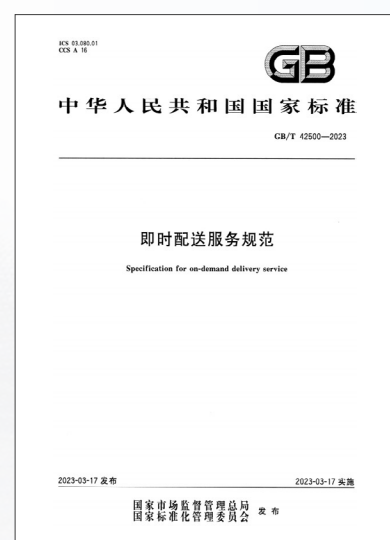 ICS 03.080.01
CCS A 16
GB
中华人民共和国国家标准
GB/T 42500—2023
即时配送服务规范
Specification for on-demand delivery service
2023-03-17 发布
2023-03-17 实施
国家市场监督管理总局
国家标准化管理委员会 发布